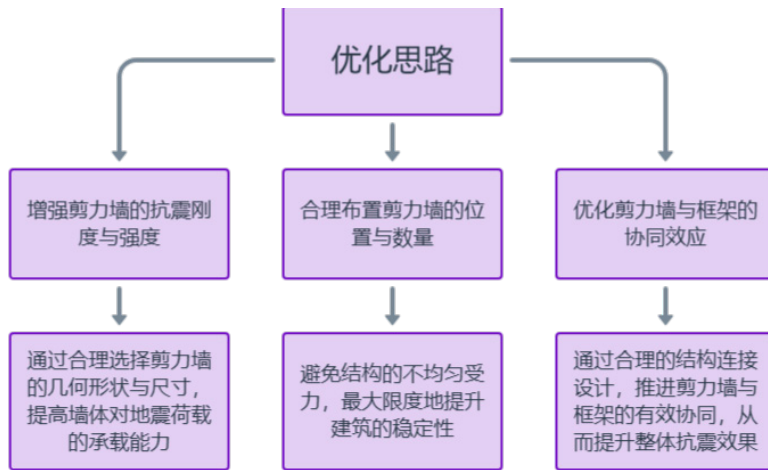 优化思路
增强剪力墙的抗震刚
度与强度
合理布置剪力墙的位
置与数量
优化剪力墙与框架的
协同效应
通过合理选择剪力墙
的几何形状与尺寸，
提高墙体对地震荷载
的承载能力
避免结构的不均匀受
力，最大限度地提升
建筑的稳定性
通过合理的结构连接
设计，推进剪力墙与
框架的有效协同，从
而提升整体抗震效果